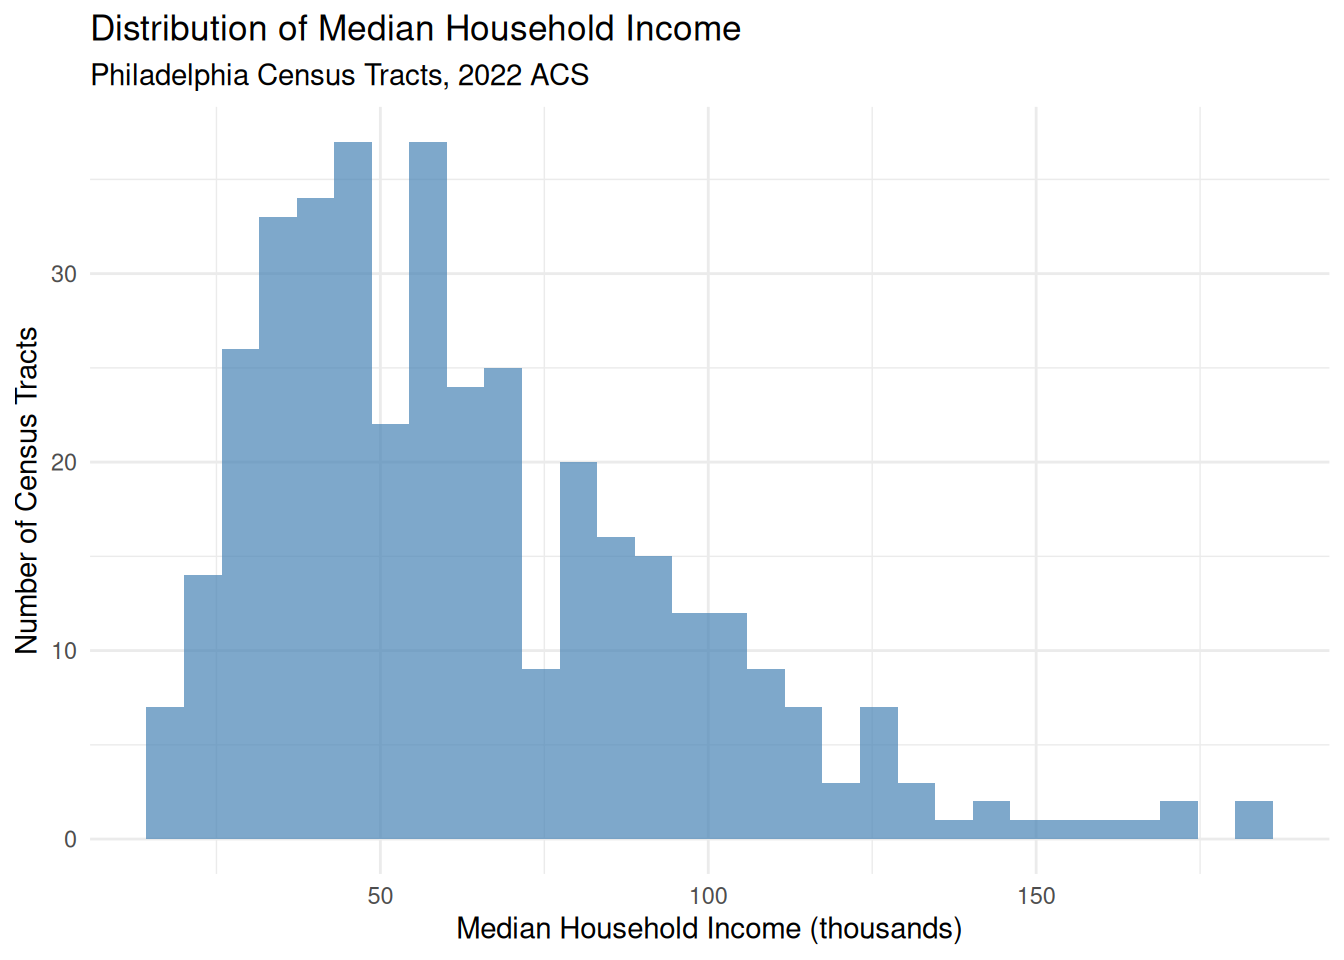 Distribution of Median Household Income
Philadelphia Census Tracts, 2022 ACS
Number of Census Tracts
30
20
10
0
50 100 150
Median Household Income (thousands)